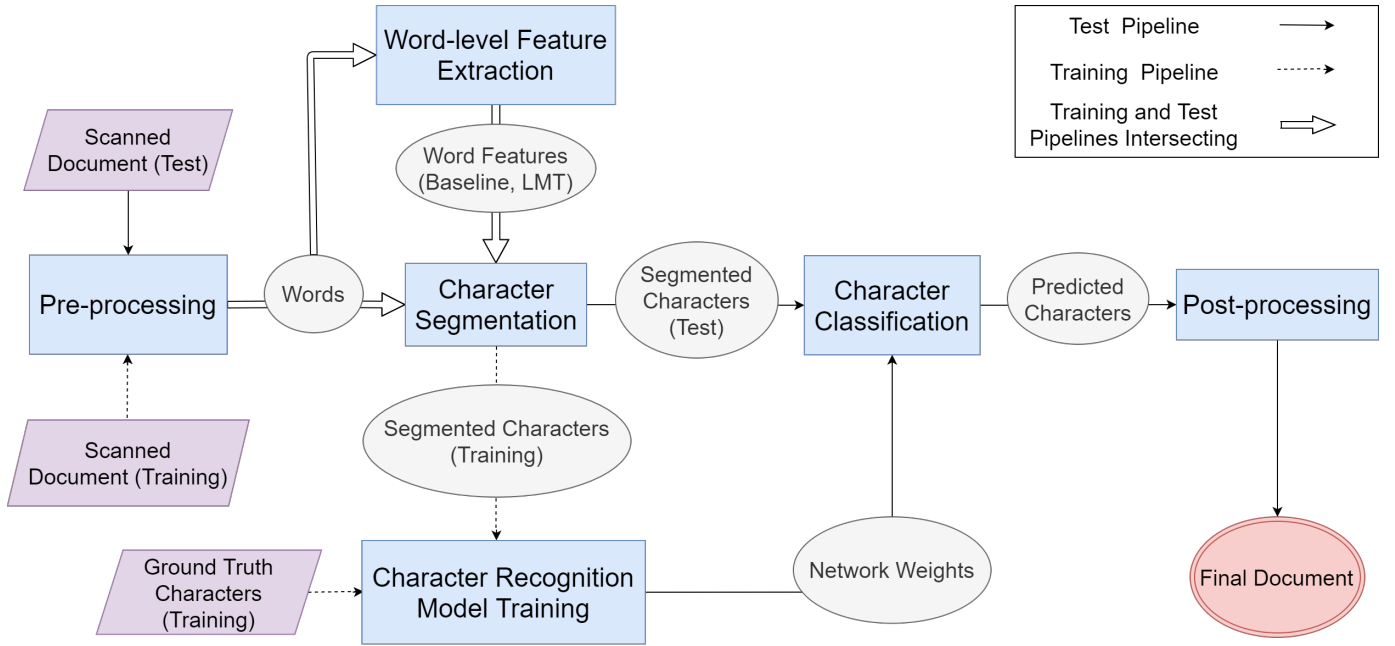 Word-level Feature
Extraction
Test Pipeline
Training Pipeline
Training and Test
Pipelines Intersecting
Scanned
Document (Test)
Word Features
(Baseline, LMT)
Pre-processing
Words
Character
Segmentation
Segmented
Characters
(Test)
Character
Classification
Predicted
Characters
Post-processing
Scanned
Document (Training)
Segmented Characters
(Training)
Ground Truth
Characters
(Training)
Character Recognition
Model Training
Network Weights
Final Document